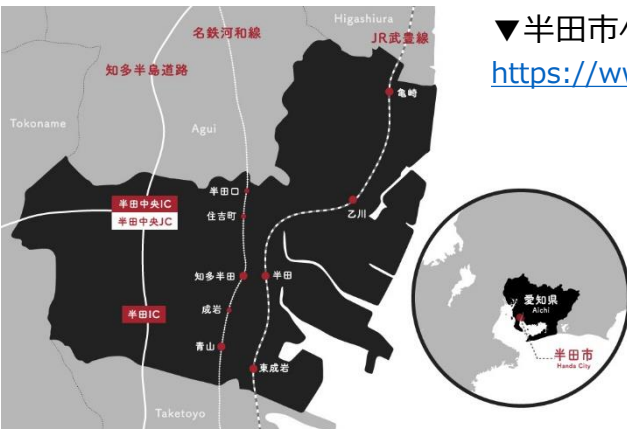 Higashiura
名鉄河和線
JR武豊線
知多半島道路
亀崎
Tokoname
Agui
半田口
半田中央IC
半田中央JC
住吉町
乙川
知多半田
半田
成岩
半田IC
青山
東成岩
Taketoyo
▼半田市
https://w
愛知県
Aichi
半田市
Handa City